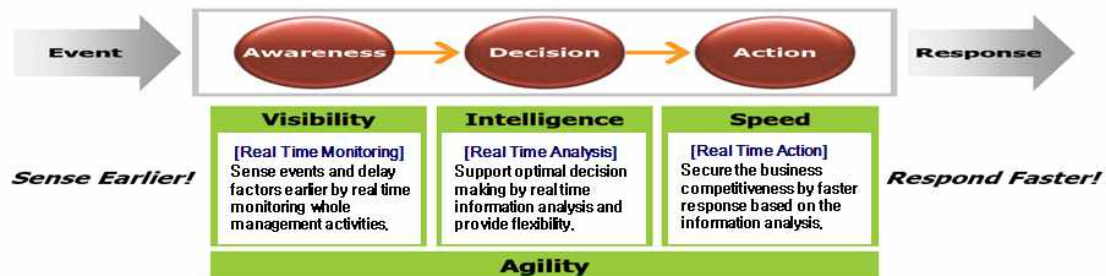 Event
Awareness
Decision
Action
Response
Visibility
[Real Time Monitoring]
Sense events and delay
factors earlier by real time
monitoring whole
management activities.
Intelligence
[Real Time Analysis]
Support optimal decision
making by real time
information analysis and
provide flexibility.
Speed
[Real Time Action]
Secure the business
competitiveness by faster
response based on the
information analysis.
Sense Earlier!
Respond Faster!
Agility